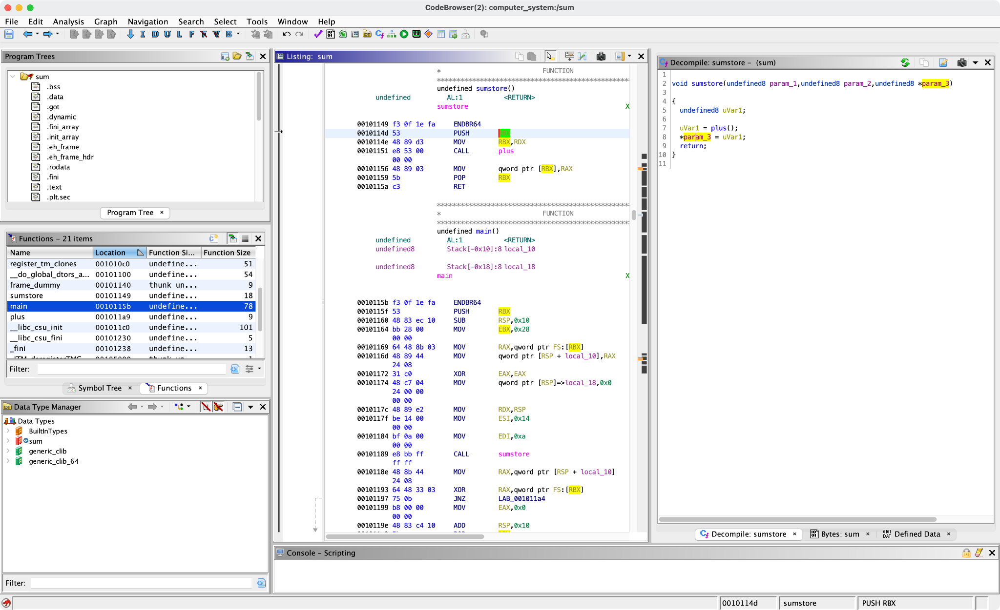 CodeBrowser(2): computer_system:/sum
File Edit Analysis Graph Navigation Search Select Tools Window Help
I D U L F B
Program Trees
sum
.bss
.data
.got
.dynamic
.fini_array
.init_array
.eh_frame
.eh_frame_hdr
.rodata
.fini
.text
.plt.sec
Program Tree ×
Functions – 21 items
Name Location Function Si... Function Size
register_tm_clones 001010c0 undefine... 51
__do_global_dtors_a... 00101100 undefine... 54
frame_dummy 00101140 thunk un... 9
sumstore 00101149 undefine... 18
main 0010115b undefine... 78
plus 001011a9 undefine... 9
__libc_csu_init 001011c0 undefine... 101
__libc_csu_fini 00101230 undefine... 5
_fini 00101238 undefine... 13
Filter:
Symbol Tree × Functions ×
Data Type Manager
Data Types
BuiltInTypes
sum
generic_clib
generic_clib_64
Filter:
Listing: sum
* FUNCTION
*************************************************
undefined sumstore()
undefined AL:1 <RETURN>
sumstore X
00101149 f3 0f 1e fa ENDBR64
0010114d 53 PUSH RBX
0010114e 48 89 d3 MOV RBX,RDX
00101151 e8 53 00 CALL plus
00 00
00101156 48 89 03 MOV qword ptr [RBX],RAX
00101159 5b POP RBX
0010115a c3 RET
*************************************************
* FUNCTION
*************************************************
undefined main()
undefined AL:1 <RETURN>
undefined8 Stack[-0x10]:8 local_10
undefined8 Stack[-0x18]:8 local_18
main X
0010115b f3 0f 1e fa ENDBR64
0010115f 53 PUSH RBX
00101160 48 83 ec 10 SUB RSP,0x10
00101164 bb 28 00 MOV EBX,0x28
00 00
00101169 64 48 8b 03 MOV RAX,qword ptr FS:[RBX]
0010116d 48 89 44 MOV qword ptr [RSP + local_10],RAX
24 08
00101172 31 c0 XOR EAX,EAX
00101174 48 c7 04 MOV qword ptr [RSP]=>local_18,0x0
24 00 00
00 00
0010117c 48 89 e2 MOV RDX,RSP
0010117f be 14 00 MOV ESI,0x14
00 00
00101184 bf 0a 00 MOV EDI,0xa
00 00
00101189 e8 bb ff CALL sumstore
ff ff
0010118e 48 8b 44 MOV RAX,qword ptr [RSP + local_10]
24 08
00101193 64 48 33 03 XOR RAX,qword ptr FS:[RBX]
00101197 75 0b JNZ LAB_001011a4
00101199 b8 00 00 MOV EAX,0x0
00 00
0010119e 48 83 c4 10 ADD RSP,0x10
Decompile: sumstore – (sum)
1
2 void sumstore(undefined8 param_1,undefined8 param_2,undefined8 *param_3)
3
4 {
5 undefined8 uVar1;
6
7 uVar1 = plus();
8 *param_3 = uVar1;
9 return;
10 }
11
Decompile: sumstore × Bytes: sum × Defined Data ×
Console – Scripting
0010114d sumstore PUSH RBX